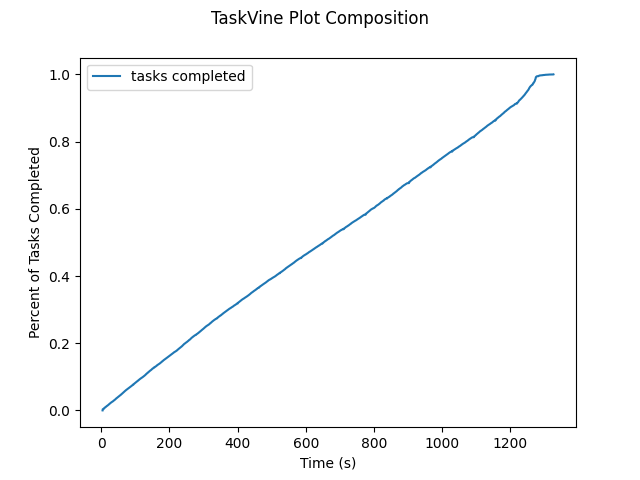 TaskVine Plot Composition
tasks completed
Percent of Tasks Completed
1.0
0.8
0.6
0.4
0.2
0.0
0 200 400 600 800 1000 1200
Time (s)